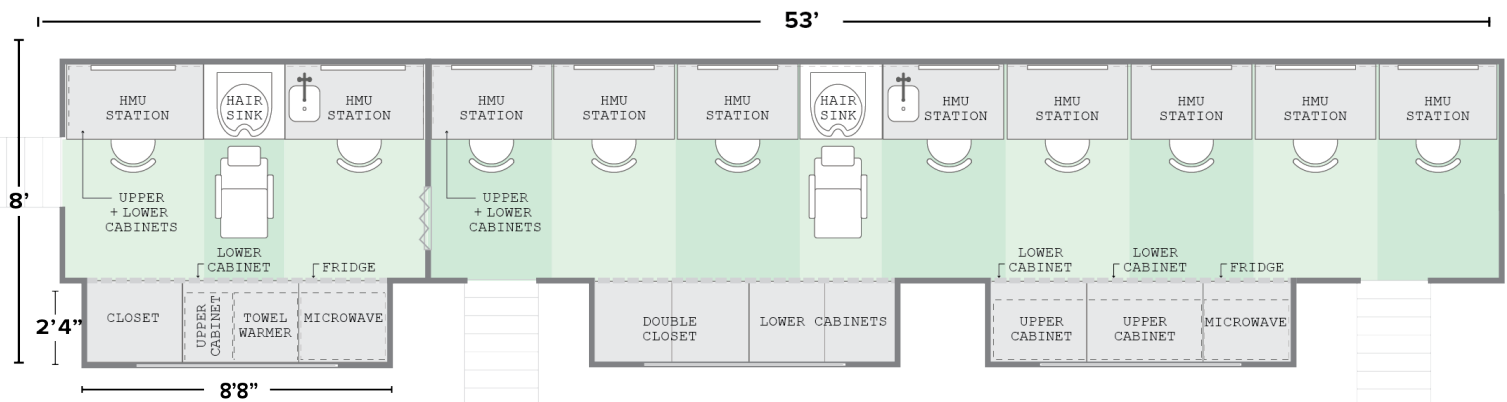 53’
HMU
STATION
HAIR
SINK
HMU
STATION
HMU
STATION
HMU
STATION
HMU
STATION
HAIR
SINK
HMU
STATION
HMU
STATION
HMU
STATION
HMU
STATION
HMU
STATION
8’
UPPER
+ LOWER
CABINETS
UPPER
+ LOWER
CABINETS
LOWER
CABINET
FRIDGE
LOWER
CABINET
LOWER
CABINET
FRIDGE
2’4”
CLOSET
UPPER
CABINET
TOWEL
WARMER
MICROWAVE
DOUBLE
CLOSET
LOWER CABINETS
UPPER
CABINET
UPPER
CABINET
MICROWAVE
8’8”